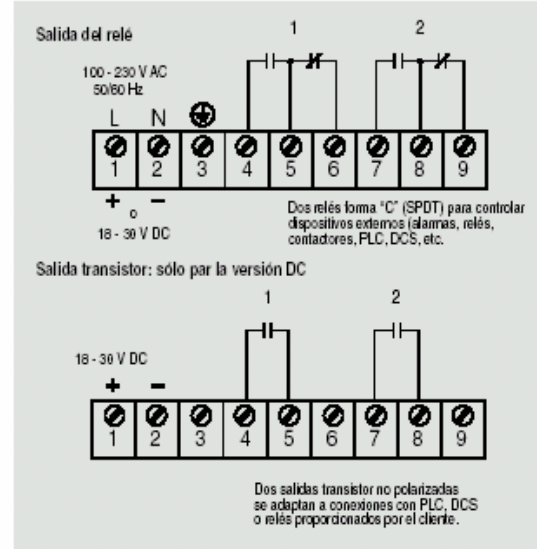 Salida del relé
1 2
100 - 230 V AC
50/60 Hz
L N
1 2 3 4 5 6 7 8 9
+ o -
18 - 30 V DC
Dos relés forma "C" (SPDT) para controlar
dispositivos externos (alarmas, relés,
contactores, PLC, DCS, etc.
Salida transistor: sólo par la versión DC
1 2
18 - 30 V DC
+ -
1 2 3 4 5 6 7 8 9
Dos salidas transistor no polarizadas
se adaptan a conexiones con PLC, DCS
o relés proporcionados por el cliente.